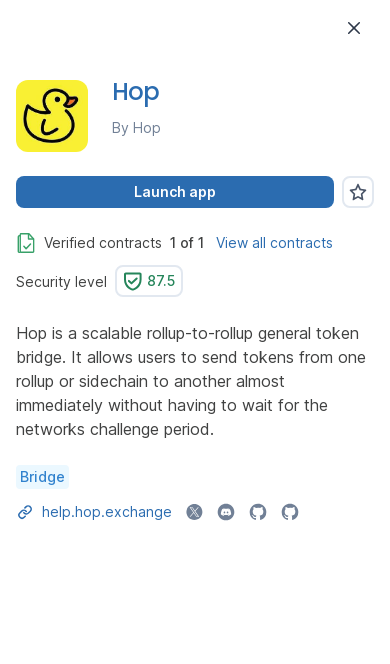 Hop
By Hop
Launch app
Verified contracts 1 of 1 View all contracts
Security level 87.5
Hop is a scalable rollup-to-rollup general token
bridge. It allows users to send tokens from one
rollup or sidechain to another almost
immediately without having to wait for the
networks challenge period.
Bridge
help.hop.exchange